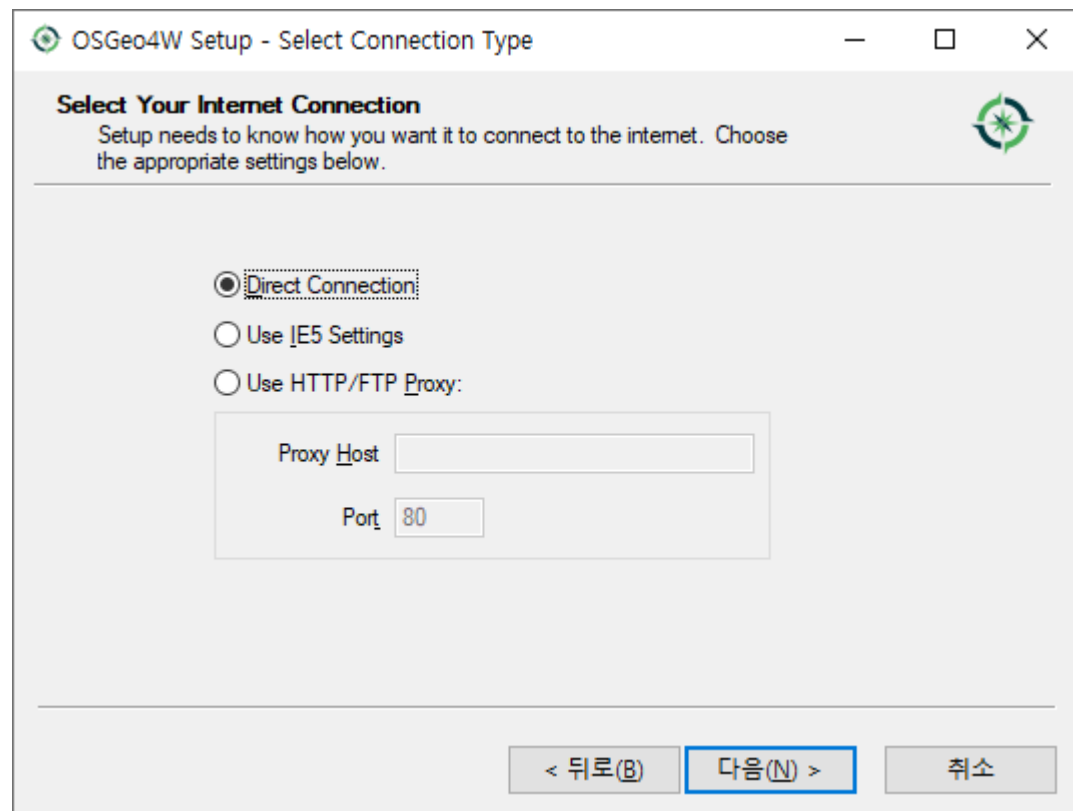 OSGeo4W Setup - Select Connection Type
Select Your Internet Connection
Setup needs to know how you want it to connect to the internet.  Choose
the appropriate settings below.
Direct Connection
Use IE5 Settings
Use HTTP/FTP Proxy:
Proxy Host
Port 80
< 뒤로(B) 다음(N) > 취소